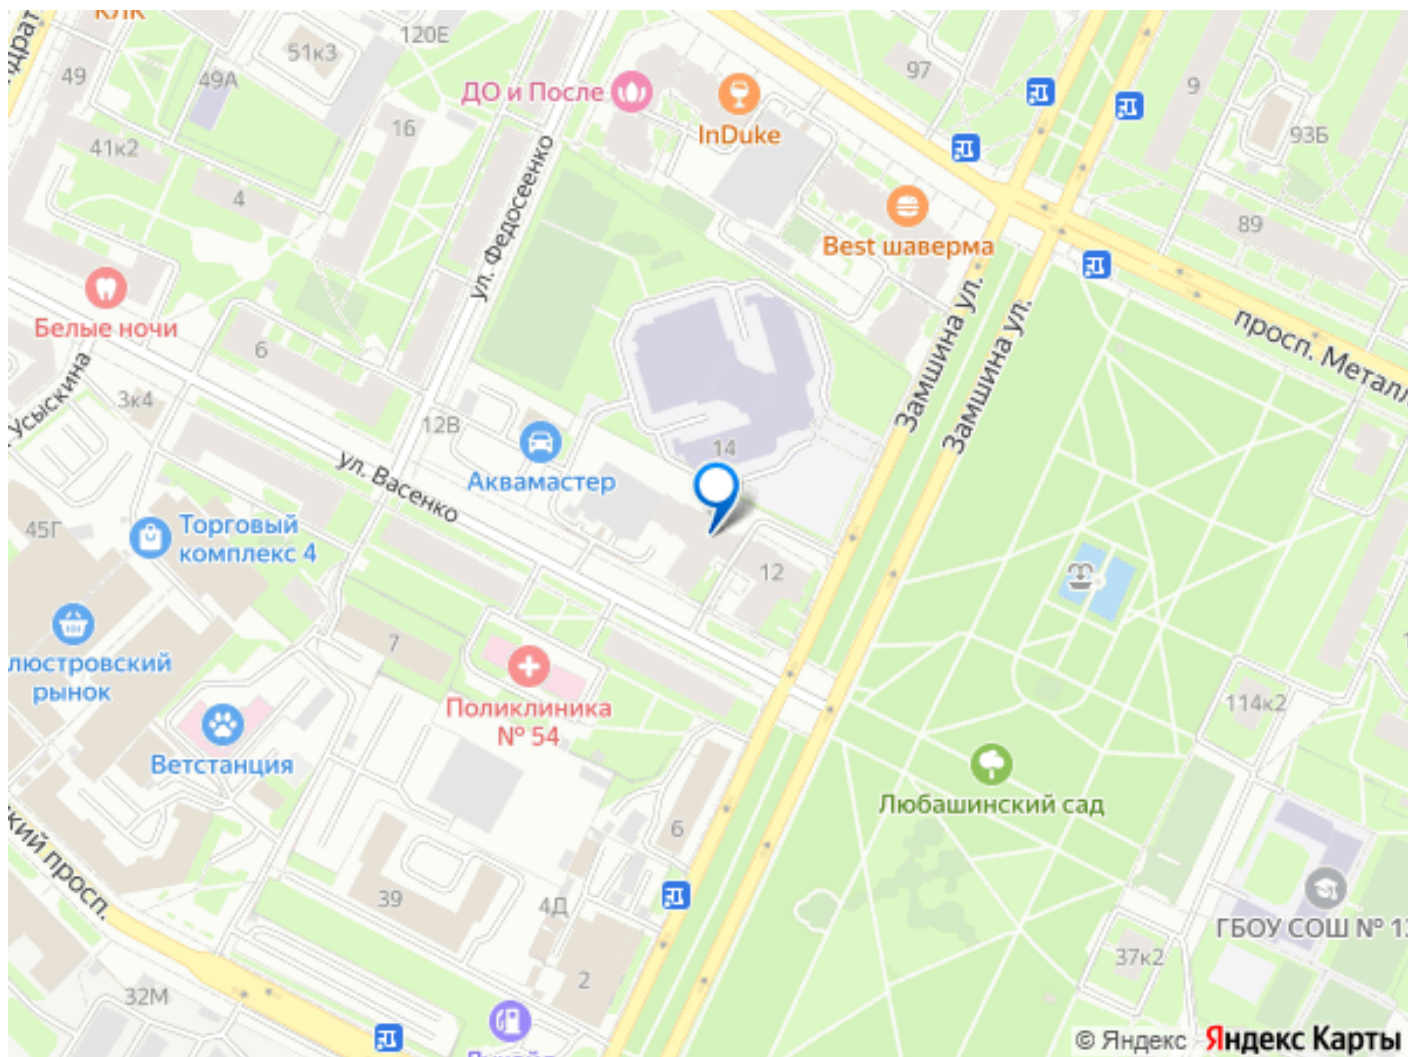 КЛК
120Е
51к3
49
49А
97
9
ДО и После
InDuke
16
93Б
41к2
4
ул. Федосеенко
Best шаверма
89
Белые ночи
Замшина ул.
Замшина ул.
просп. Металл
6
3к4
12В
14
ул. Васенко
Аквамастер
45Г
Торговый
комплекс 4
12
7
рынок
Поликлиника
№ 54
114к2
Ветстанция
Любашинский сад
6
39
4Д
ГБОУ СОШ №
37к2
2
32М
© Яндекс Яндекс Карты